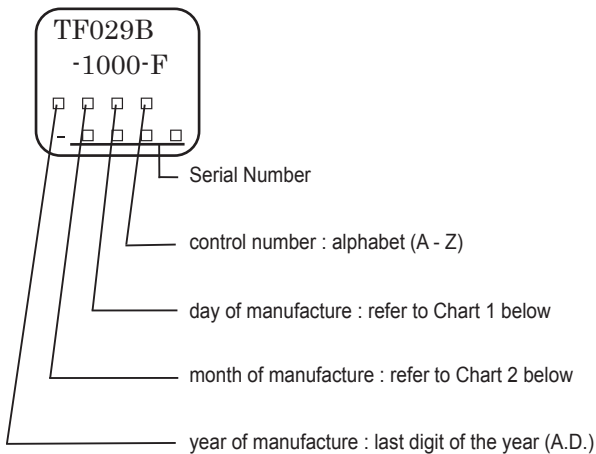 TF029B
-1000-F
□ □ □ □
- □ □ □ □
Serial Number
control number : alphabet (A - Z)
day of manufacture : refer to Chart 1 below
month of manufacture : refer to Chart 2 below
year of manufacture : last digit of the year (A.D.)